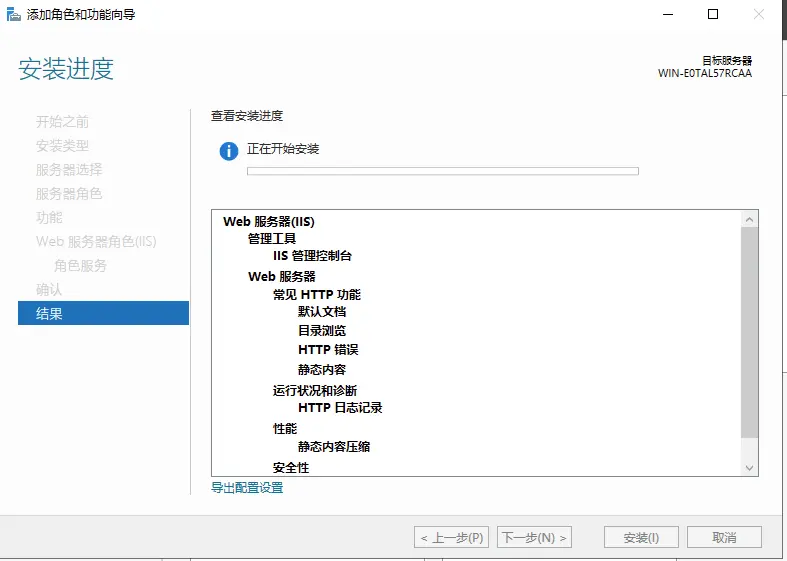 添加角色和功能向导
安装进度
目标服务器
WIN-E0TAL57RCAA
开始之前
安装类型
服务器选择
服务器角色
功能
Web 服务器角色(IIS)
角色服务
确认
结果
查看安装进度
正在开始安装
Web 服务器(IIS)
管理工具
IIS 管理控制台
Web 服务器
常见 HTTP 功能
默认文档
目录浏览
HTTP 错误
静态内容
运行状况和诊断
HTTP 日志记录
性能
静态内容压缩
安全性
导出配置设置
< 上一步(P)
下一步(N) >
安装(I)
取消